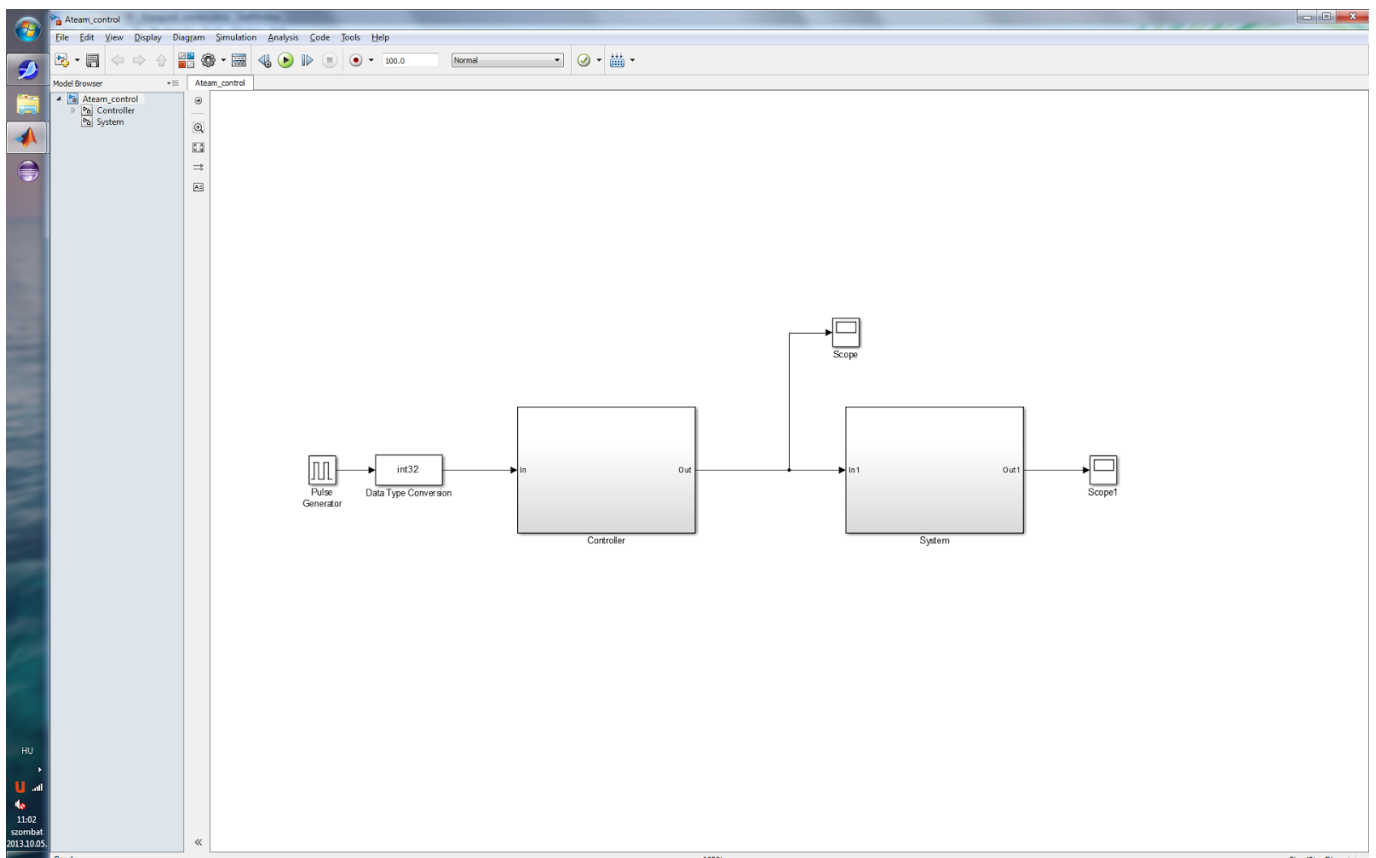 Ateam_control
File Edit View Display Diagram Simulation Analysis Code Tools Help
100.0 Normal
Model Browser
Ateam_control
Ateam_control
Controller
System
Scope
In Out
In1 Out1
int32
Pulse
Generator
Data Type Conversion
Scope1
Controller
System
HU
11:02
szombat
2013.10.05.